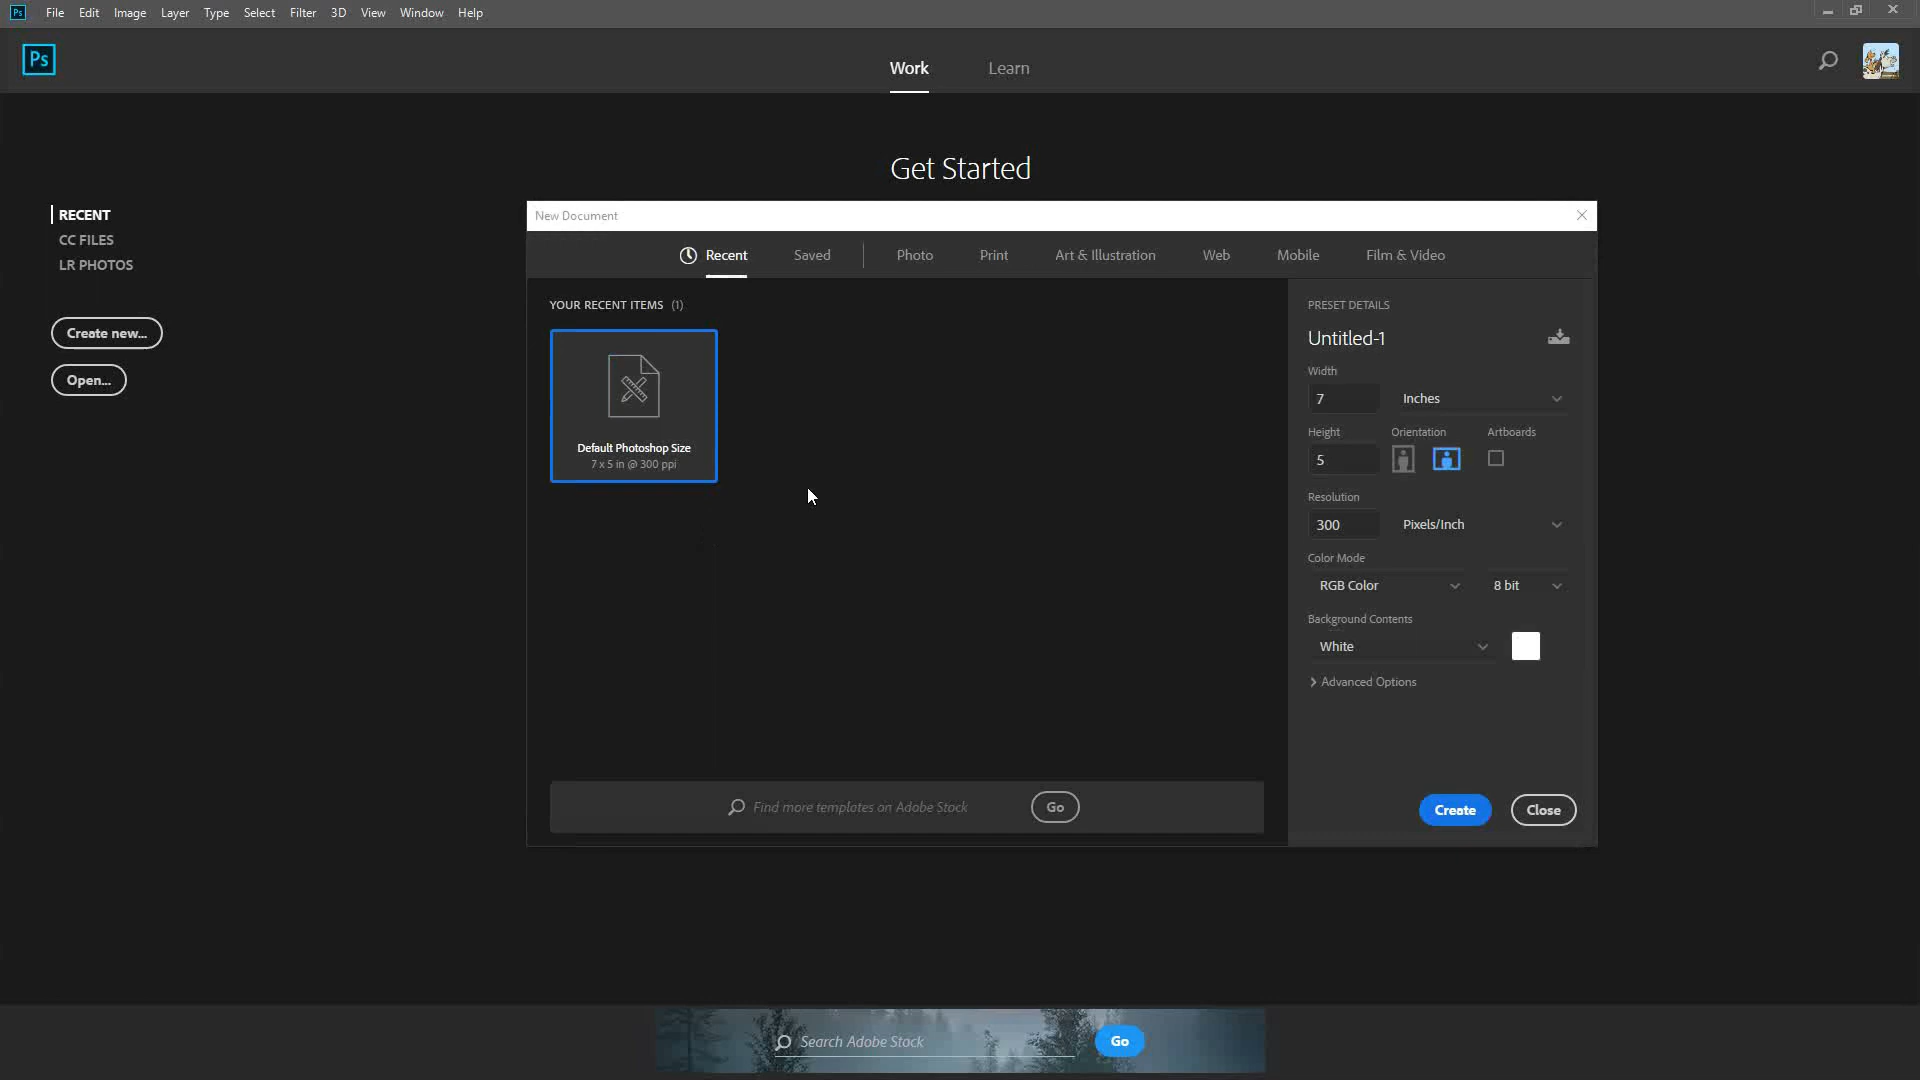 Ps File Edit Image Layer Type Select Filter 3D View Window Help
Ps
Work Learn
Get Started
RECENT
CC FILES
LR PHOTOS
Create new...
Open...
New Document
Recent Saved Photo Print Art & Illustration Web Mobile Film & Video
YOUR RECENT ITEMS (1)
Default Photoshop Size
7 x 5 in @ 300 ppi
Find more templates on Adobe Stock Go
PRESET DETAILS
Untitled-1
Width
7 Inches
Height Orientation Artboards
5
Resolution
300 Pixels/Inch
Color Mode
RGB Color 8 bit
Background Contents
White
Advanced Options
Create Close
Search Adobe Stock Go